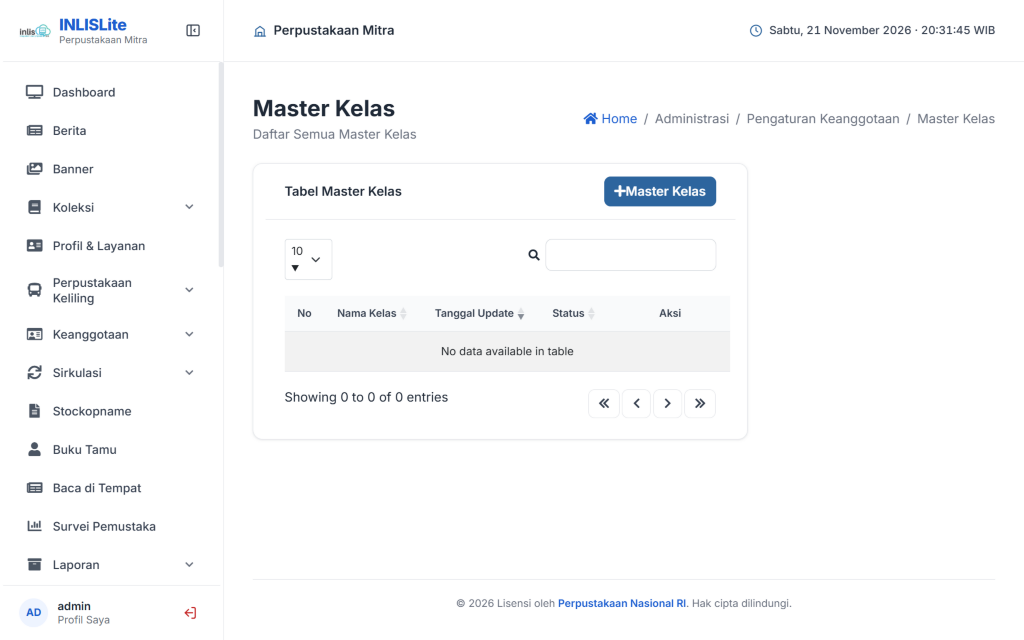 inlis
INLISLite
Perpustakaan Mitra
Dashboard
Berita
Banner
Koleksi
Profil & Layanan
Perpustakaan
Keliling
Keanggotaan
Sirkulasi
Stockopname
Buku Tamu
Baca di Tempat
Survei Pemustaka
Laporan
AD
admin
Profil Saya
Perpustakaan Mitra
Sabtu, 21 November 2026 · 20:31:45 WIB
Master Kelas
Daftar Semua Master Kelas
Home / Administrasi / Pengaturan Keanggotaan / Master Kelas
Tabel Master Kelas
+Master Kelas
10
No Nama Kelas Tanggal Update Status Aksi
No data available in table
Showing 0 to 0 of 0 entries
© 2026 Lisensi oleh Perpustakaan Nasional RI. Hak cipta dilindungi.